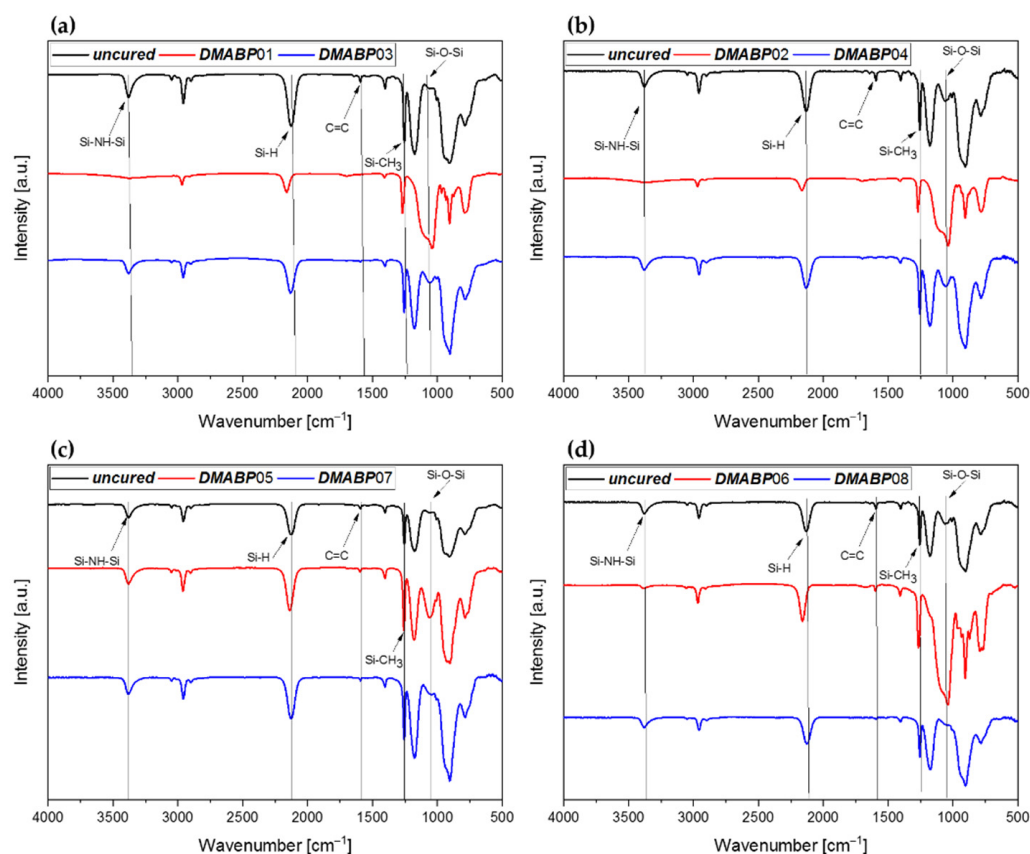 (a)
uncured DMABP01 DMABP03
Si-O-Si
Si-NH-Si
Si-H
C=C
Si-CH₃
Intensity [a.u.]
4000 3500 3000 2500 2000 1500 1000 500
Wavenumber [cm⁻¹]
(b)
uncured DMABP02 DMABP04
Si-O-Si
Si-NH-Si
Si-H
C=C
Si-CH₃
Intensity [a.u.]
4000 3500 3000 2500 2000 1500 1000 500
Wavenumber [cm⁻¹]
(c)
uncured DMABP05 DMABP07
Si-O-Si
Si-NH-Si
Si-H
C=C
Si-CH₃
Intensity [a.u.]
4000 3500 3000 2500 2000 1500 1000 500
Wavenumber [cm⁻¹]
(d)
uncured DMABP06 DMABP08
Si-O-Si
Si-NH-Si
Si-H
C=C
Si-CH₃
Intensity [a.u.]
4000 3500 3000 2500 2000 1500 1000 500
Wavenumber [cm⁻¹]